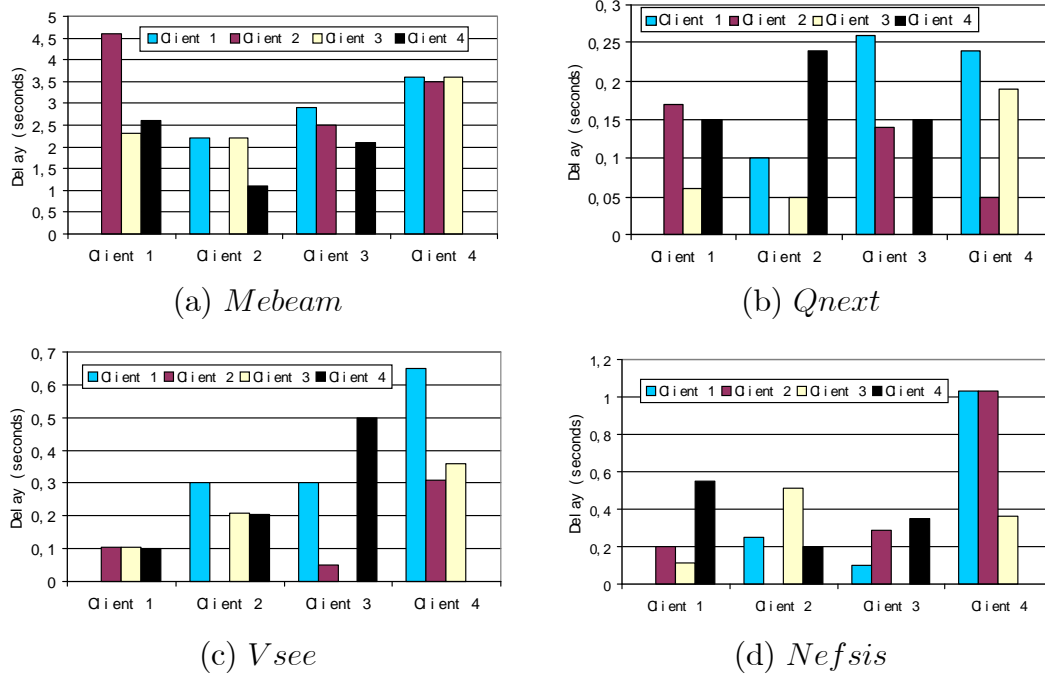 Delay (seconds)
5
4, 5
4
3, 5
3
2, 5
2
1, 5
1
0, 5
0
Client 1 Client 2 Client 3 Client 4
Client 1 Client 2 Client 3 Client 4
(a) Mebeam
Delay (seconds)
0, 3
0, 25
0, 2
0, 15
0, 1
0, 05
0
Client 1 Client 2 Client 3 Client 4
Client 1 Client 2 Client 3 Client 4
(b) Qnext
Delay (seconds)
0, 7
0, 6
0, 5
0, 4
0, 3
0, 2
0, 1
0
Client 1 Client 2 Client 3 Client 4
Client 1 Client 2 Client 3 Client 4
(c) Vsee
Delay (seconds)
1, 2
1
0, 8
0, 6
0, 4
0, 2
0
Client 1 Client 2 Client 3 Client 4
Client 1 Client 2 Client 3 Client 4
(d) Nefsis